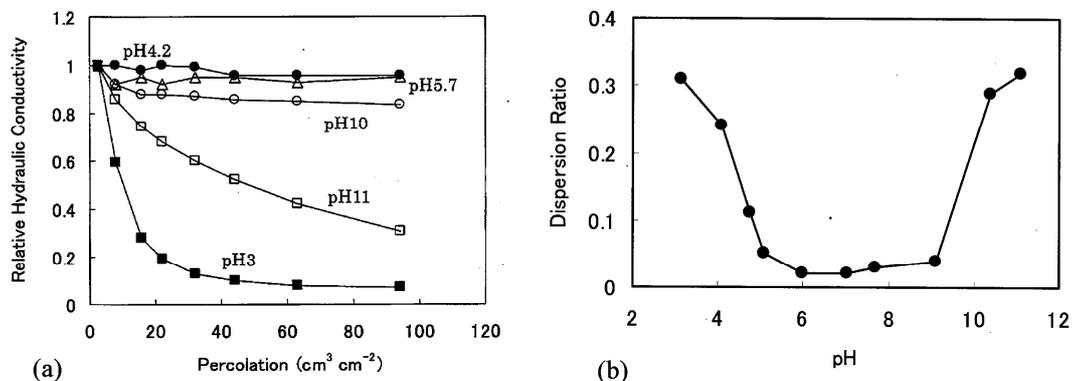 1.2
1
0.8
0.6
0.4
0.2
0
Relative Hydraulic Conductivity
pH4.2
pH5.7
pH10
pH11
pH3
0 20 40 60 80 100 120
Percolation (cm³ cm⁻²)
(a)
0.4
0.3
0.2
0.1
0
Dispersion Ratio
2 4 6 8 10 12
pH
(b)